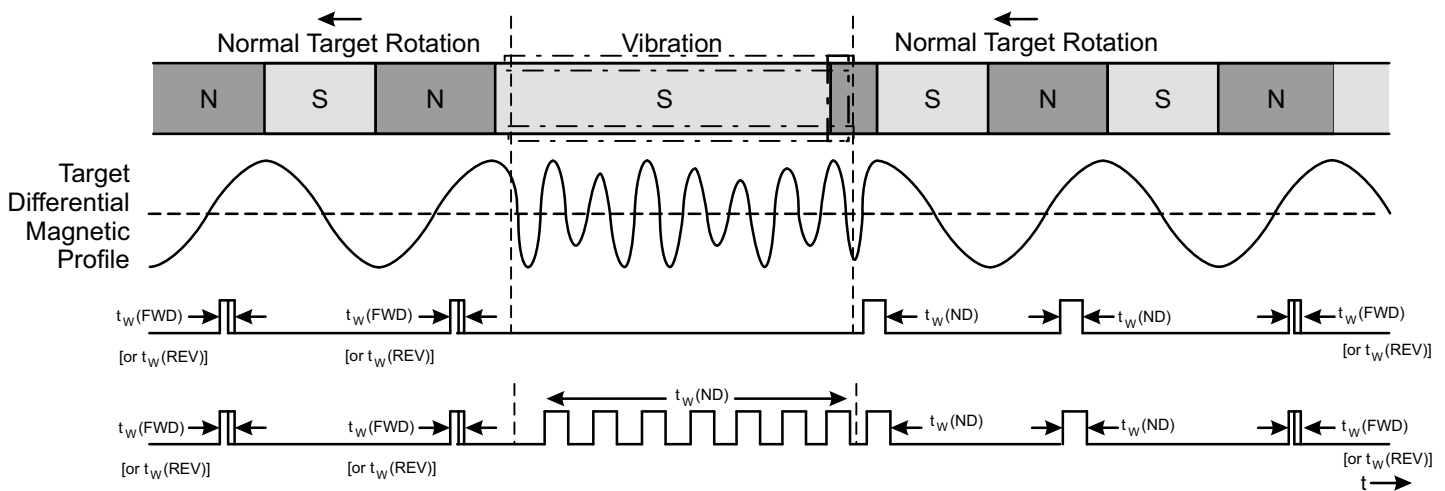 Normal Target Rotation
Vibration
Normal Target Rotation
N S N S S N S N
Target
Differential
Magnetic
Profile
tW(FWD) tW(FWD) tW(ND) tW(ND) tW(FWD)
[or tW(REV)] [or tW(REV)] [or tW(REV)]
tW(ND)
tW(FWD) tW(FWD) tW(ND) tW(ND) tW(FWD)
[or tW(REV)] [or tW(REV)] [or tW(REV)]
t